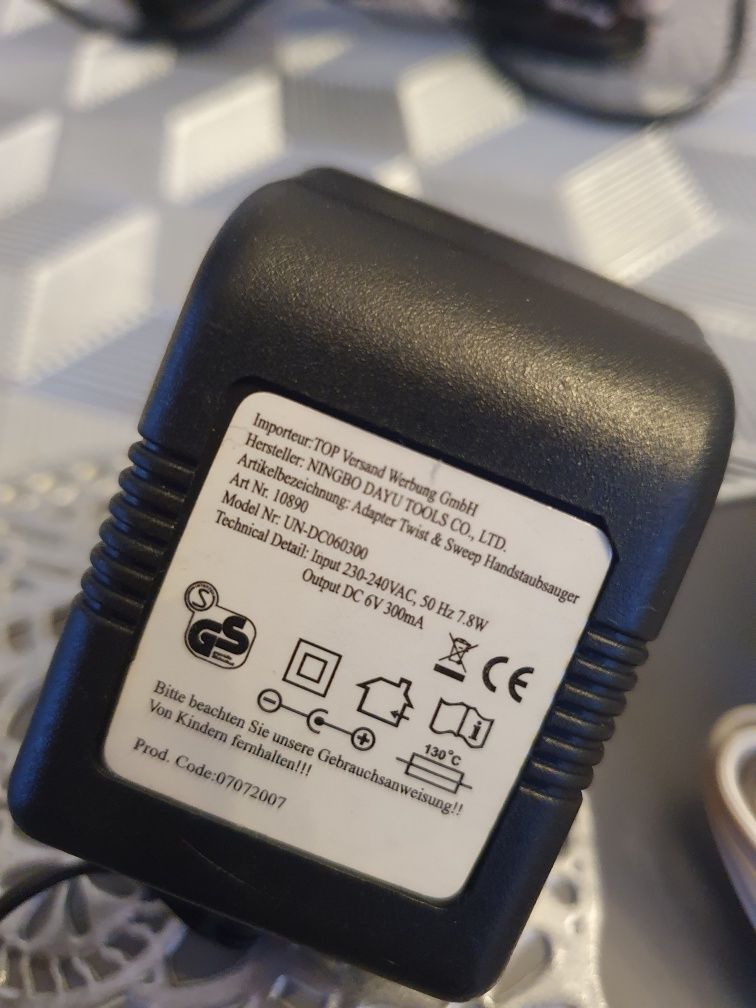 Importeur:TOP Versand Werbung GmbH
Hersteller: NINGBO DAYU TOOLS CO., LTD.
Artikelbezeichnung: Adapter Twist & Sweep Handstaubsauger
Art Nr. 10890
Model Nr: UN-DC060300
Technical Detail: Input 230-240VAC, 50 Hz 7.8W
Output DC 6V 300mA
S
GS
CE
i
130°C
Bitte beachten Sie unsere Gebrauchsanweisung!!
Von Kindern fernhalten!!!
Prod. Code:07072007